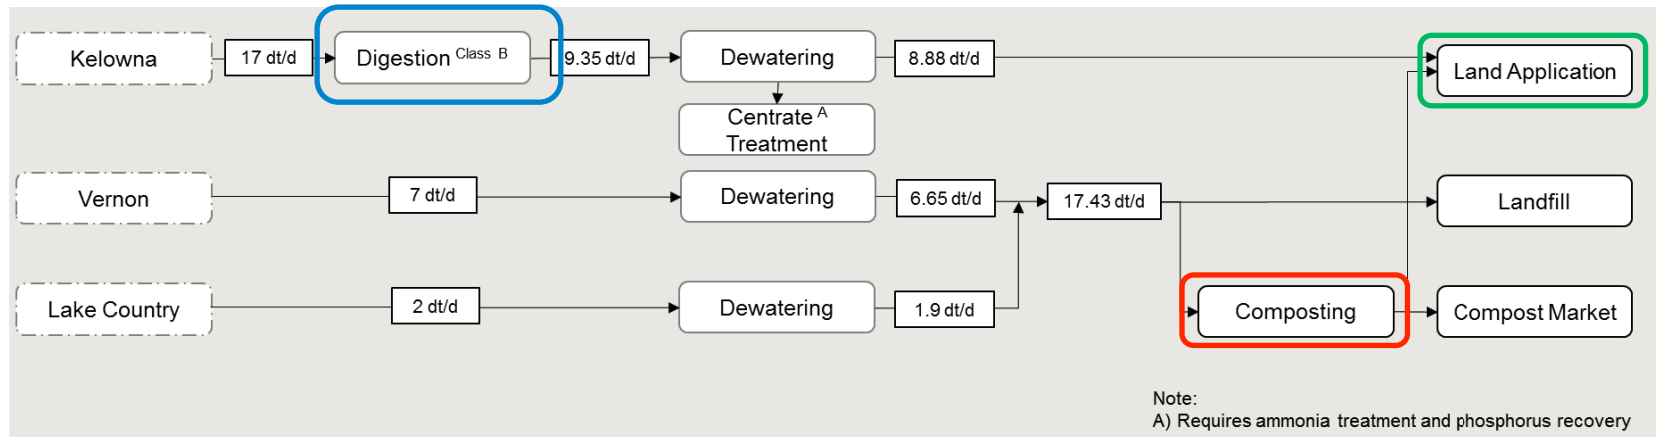 Kelowna
17 dt/d
Digestion Class B
9.35 dt/d
Dewatering
8.88 dt/d
Land Application
Centrate A
Treatment
Vernon
7 dt/d
Dewatering
6.65 dt/d
17.43 dt/d
Landfill
Lake Country
2 dt/d
Dewatering
1.9 dt/d
Composting
Compost Market
Note:
A) Requires ammonia treatment and phosphorus recovery